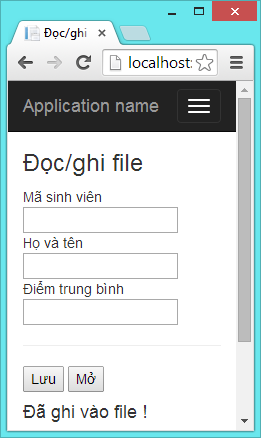 Đọc/ghi
localhost:
Application name
Đọc/ghi file
Mã sinh viên
Họ và tên
Điểm trung bình
Lưu Mở
Đã ghi vào file !